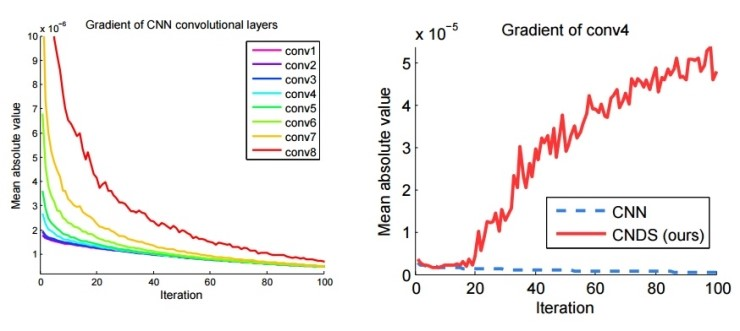 Gradient of CNN convolutional layers
x 10⁻⁶
10
9
8
7
6
5
4
3
2
1
0
20
40
60
80
100
Mean absolute value
Iteration
conv1
conv2
conv3
conv4
conv5
conv6
conv7
conv8
Gradient of conv4
x 10⁻⁵
5
4
3
2
1
0
0
20
40
60
80
100
Mean absolute value
Iteration
CNN
CNDS (ours)